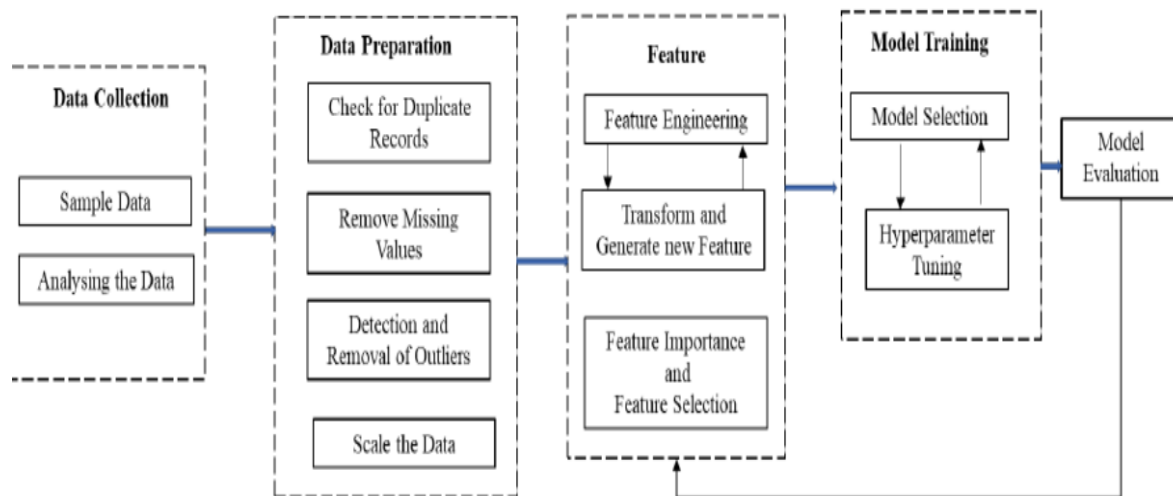 Data Collection
Sample Data
Analysing the Data
Data Preparation
Check for Duplicate
Records
Remove Missing
Values
Detection and
Removal of Outliers
Scale the Data
Feature
Feature Engineering
Transform and
Generate new Feature
Feature Importance
and
Feature Selection
Model Training
Model Selection
Hyperparameter
Tuning
Model
Evaluation